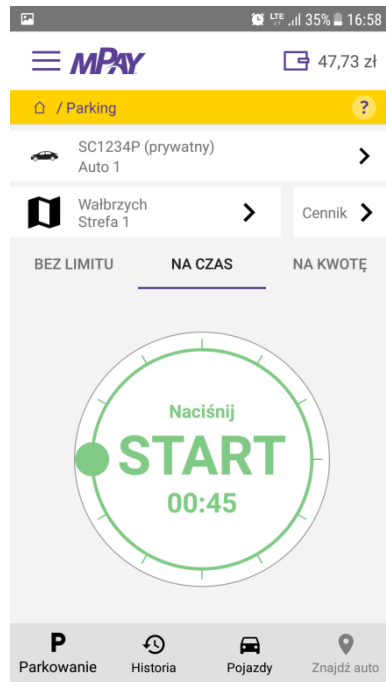 LTE 35% 16:58
mPAY 47,73 zł
/ Parking ?
SC1234P (prywatny)
Auto 1
Wałbrzych
Strefa 1
Cennik
BEZ LIMITU NA CZAS NA KWOTĘ
Naciśnij
START
00:45
P
Parkowanie Historia Pojazdy Znajdź auto